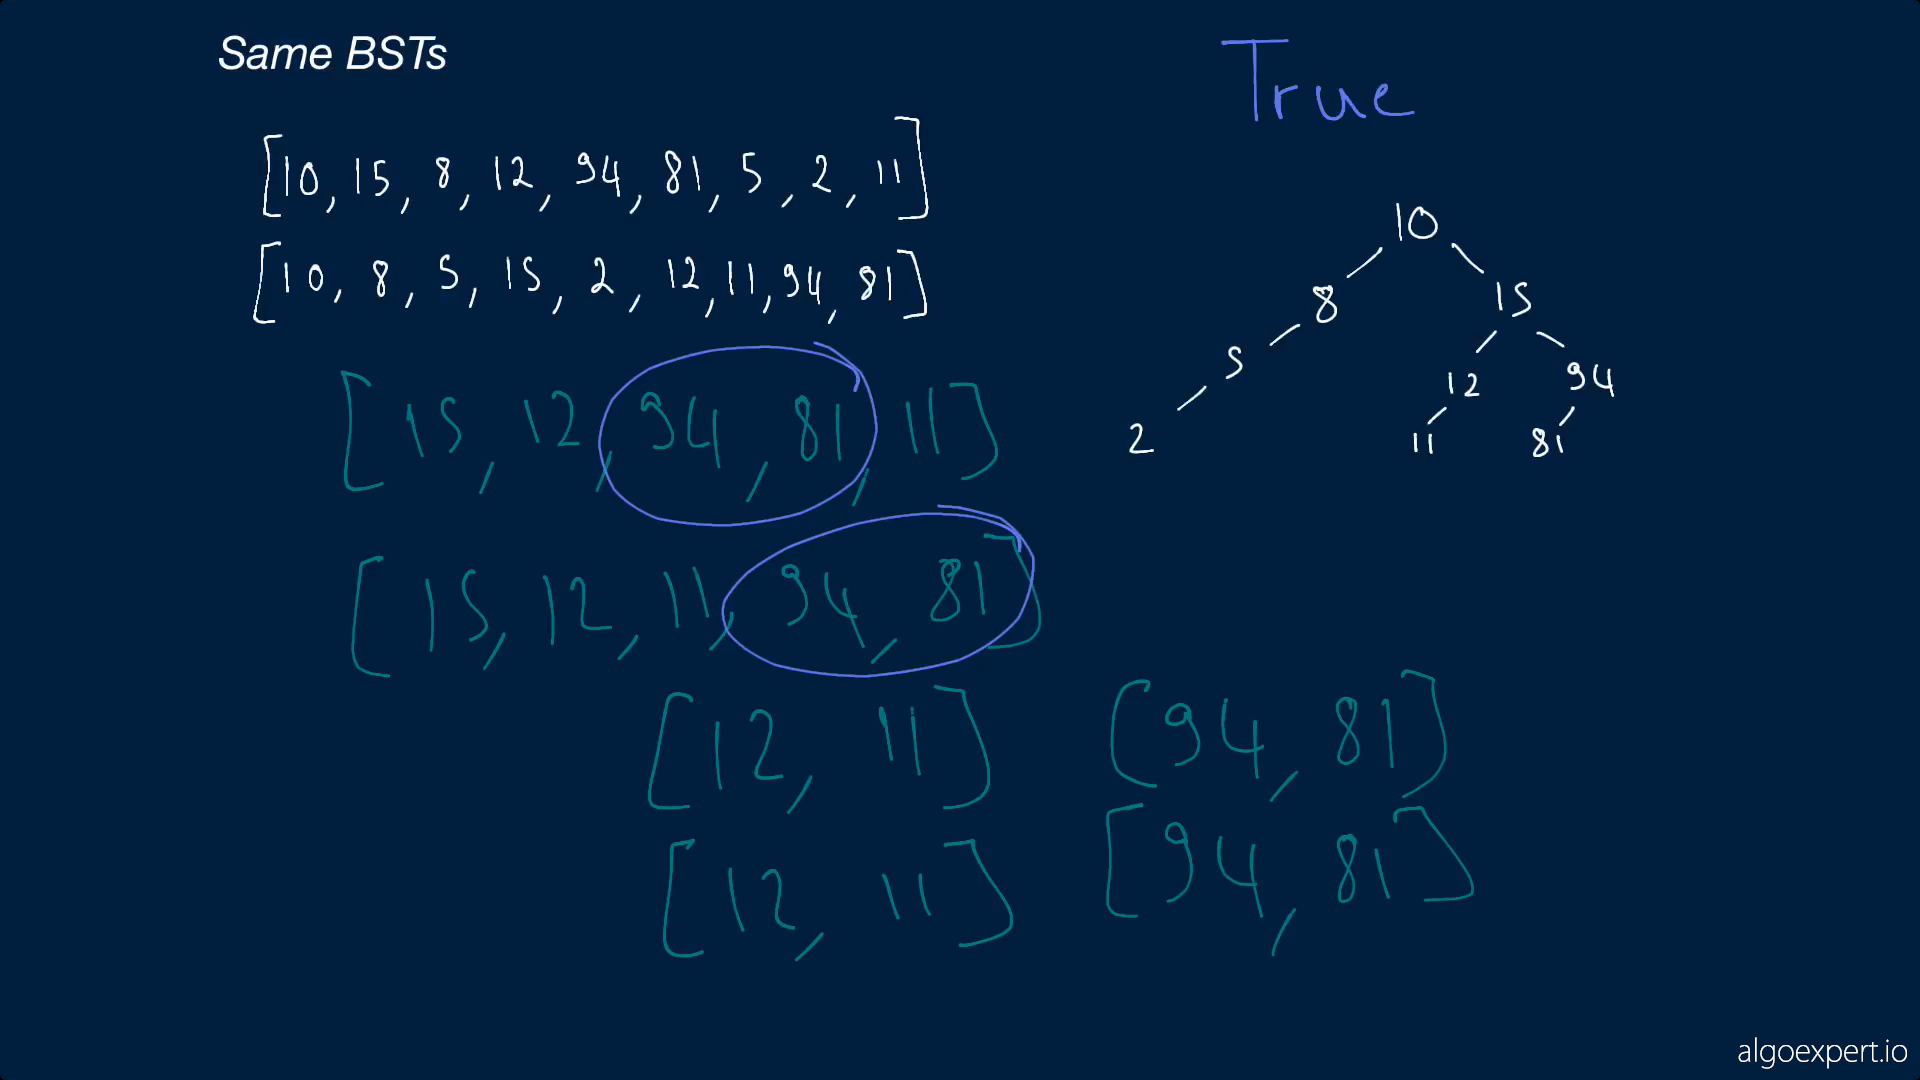 Same BSTs
True
[10, 15, 8, 12, 94, 81, 5, 2, 11]
[10, 8, 5, 15, 2, 12, 11, 94, 81]
10
8 15
5 12 94
2 11 81
[15, 12, 94, 81, 11]
[15, 12, 11, 94, 81]
[12, 11] [94, 81]
[12, 11] [94, 81]
algoexpert.io